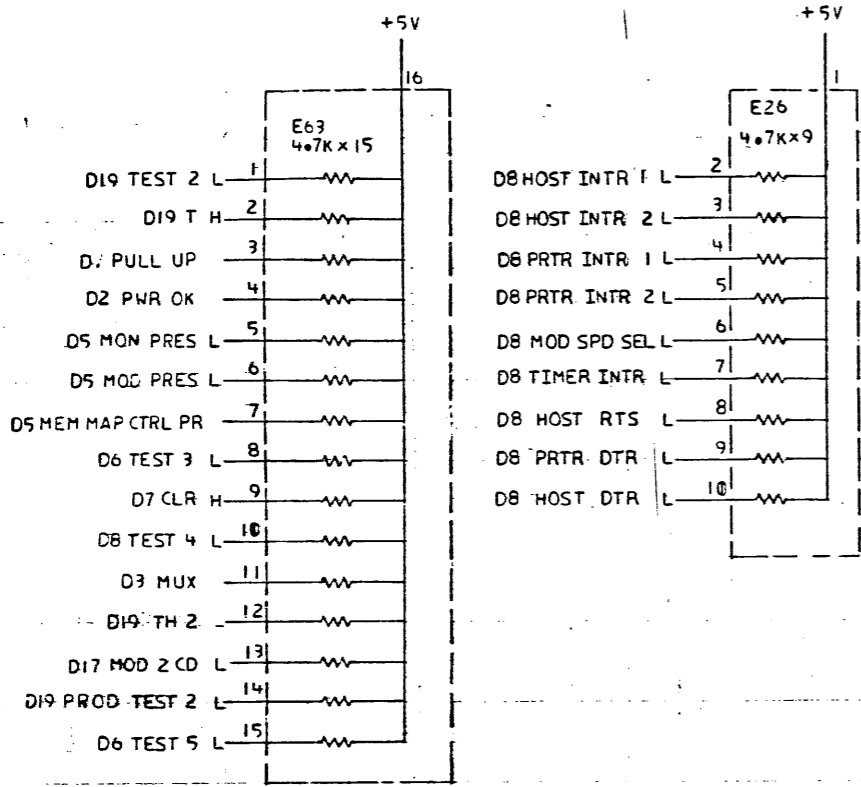 +5V
16
E63
4.7K×15
D19 TEST 2 L 1
D19 T H 2
PULL UP 3
D2 PWR OK 4
D5 MON PRES L 5
D5 MOD PRES L 6
D5 MEM MAP CTRL PR 7
D6 TEST 3 L 8
D7 CLR H 9
D8 TEST 4 L 10
D3 MUX 11
D19 TH 2 12
D17 MOD 2 CD L 13
D19 PROD TEST 2 L 14
D6 TEST 5 L 15
+5V
1
E26
4.7K×9
D8 HOST INTR 1 L 2
D8 HOST INTR 2 L 3
D8 PRTR INTR 1 L 4
D8 PRTR INTR 2 L 5
D8 MOD SPD SEL L 6
D8 TIMER INTR L 7
D8 HOST RTS L 8
D8 PRTR DTR L 9
D8 HOST DTR L 10